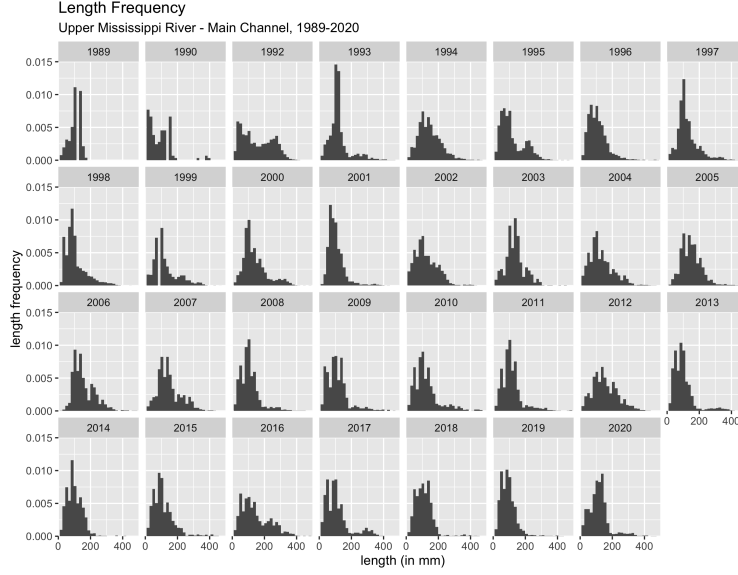 Length Frequency
Upper Mississippi River - Main Channel, 1989-2020
1989 1990 1992 1993 1994 1995 1996 1997
0.015
0.010
0.005
0.000
1998 1999 2000 2001 2002 2003 2004 2005
0.015
0.010
0.005
0.000
length frequency
2006 2007 2008 2009 2010 2011 2012 2013
0.015
0.010
0.005
0.000
0 200 400
2014 2015 2016 2017 2018 2019 2020
0.015
0.010
0.005
0.000
0 200 400 0 200 400 0 200 400 0 200 400 0 200 400 0 200 400 0 200 400
length (in mm)